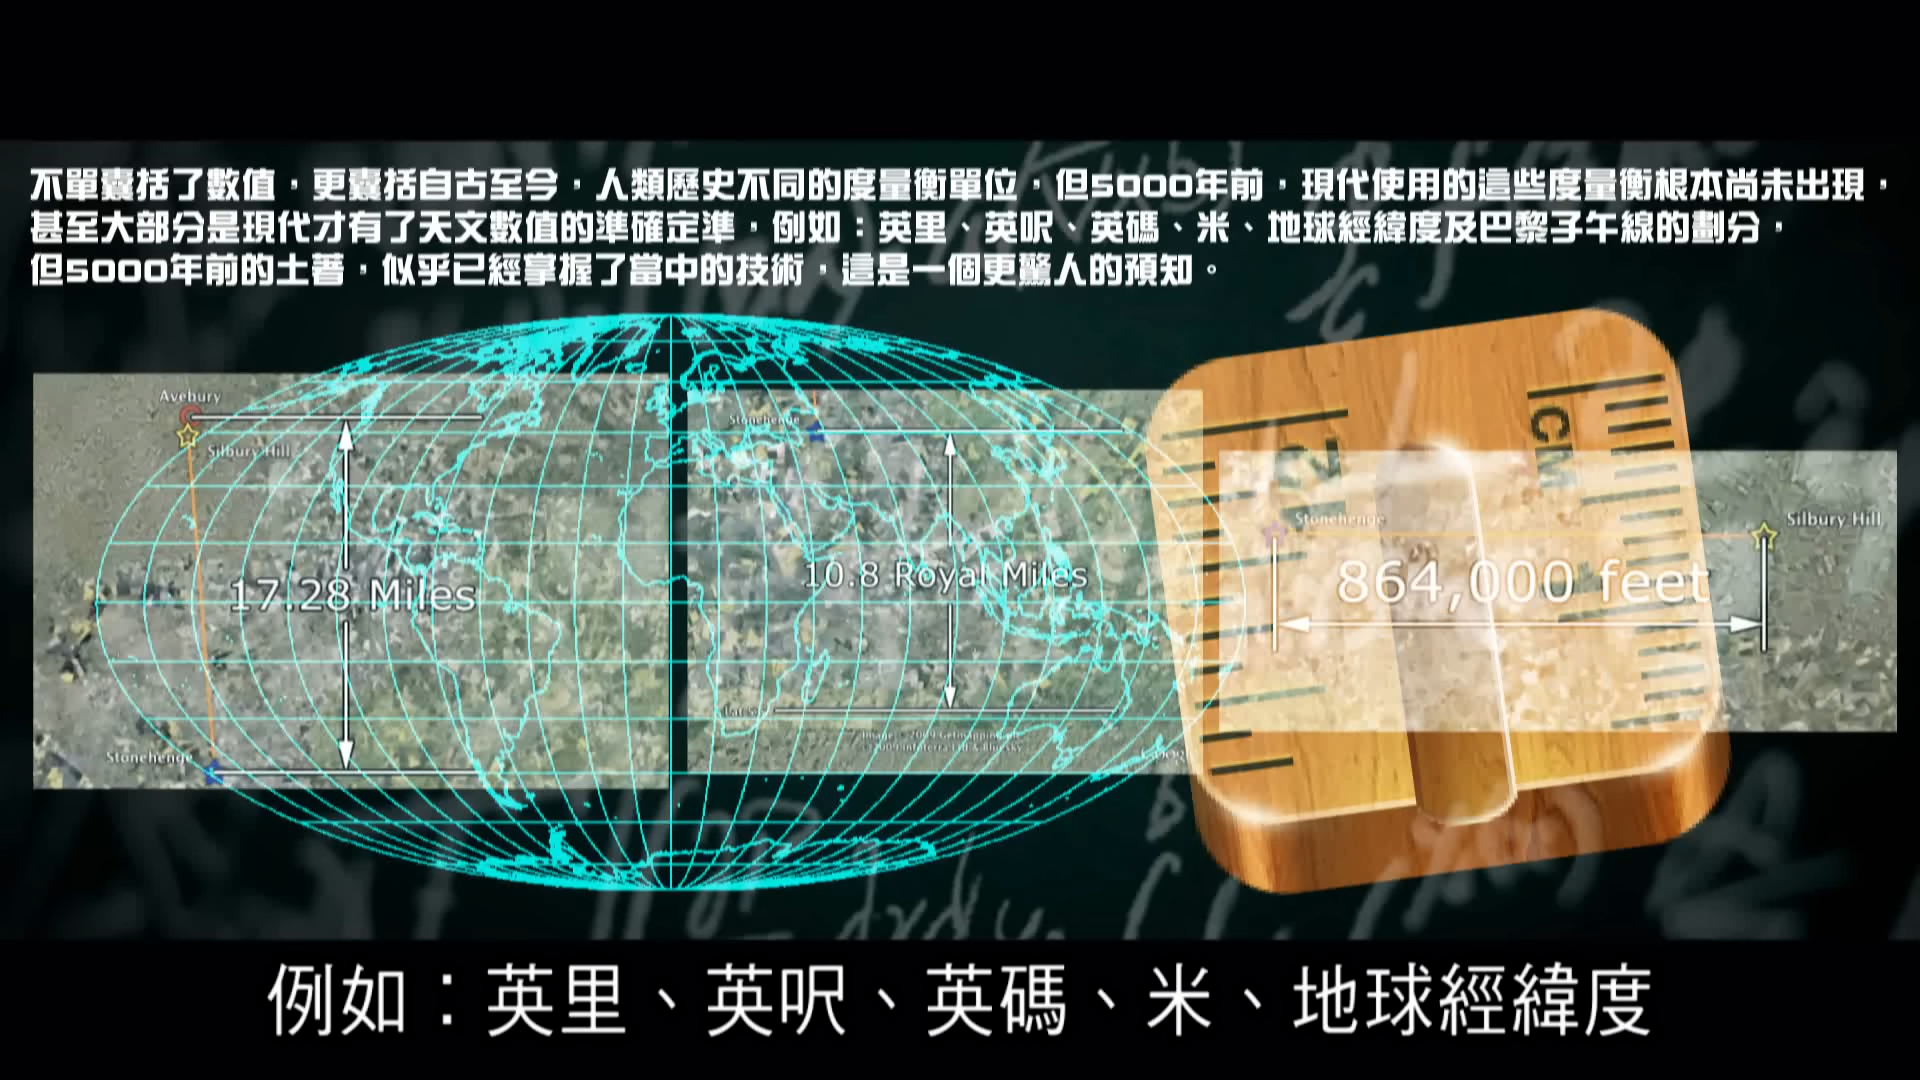 不單囊括了數值，更囊括自古至今，人類歷史不同的度量衡單位，但5000年前，現代使用的這些度量衡根本尚未出現，
甚至大部分是現代才有了天文數值的準確定準，例如：英里、英呎、英碼、米、地球經緯度及巴黎子午線的劃分，
但5000年前的土著，似乎已經掌握了當中的技術，這是一個更驚人的預知。
Avebury
Silbury Hill
17.28 Miles
Stonehenge
Stonehenge
10.8 Royal Miles
CM
Stonehenge
Silbury Hill
864,000 feet
例如：英里、英呎、英碼、米、地球經緯度